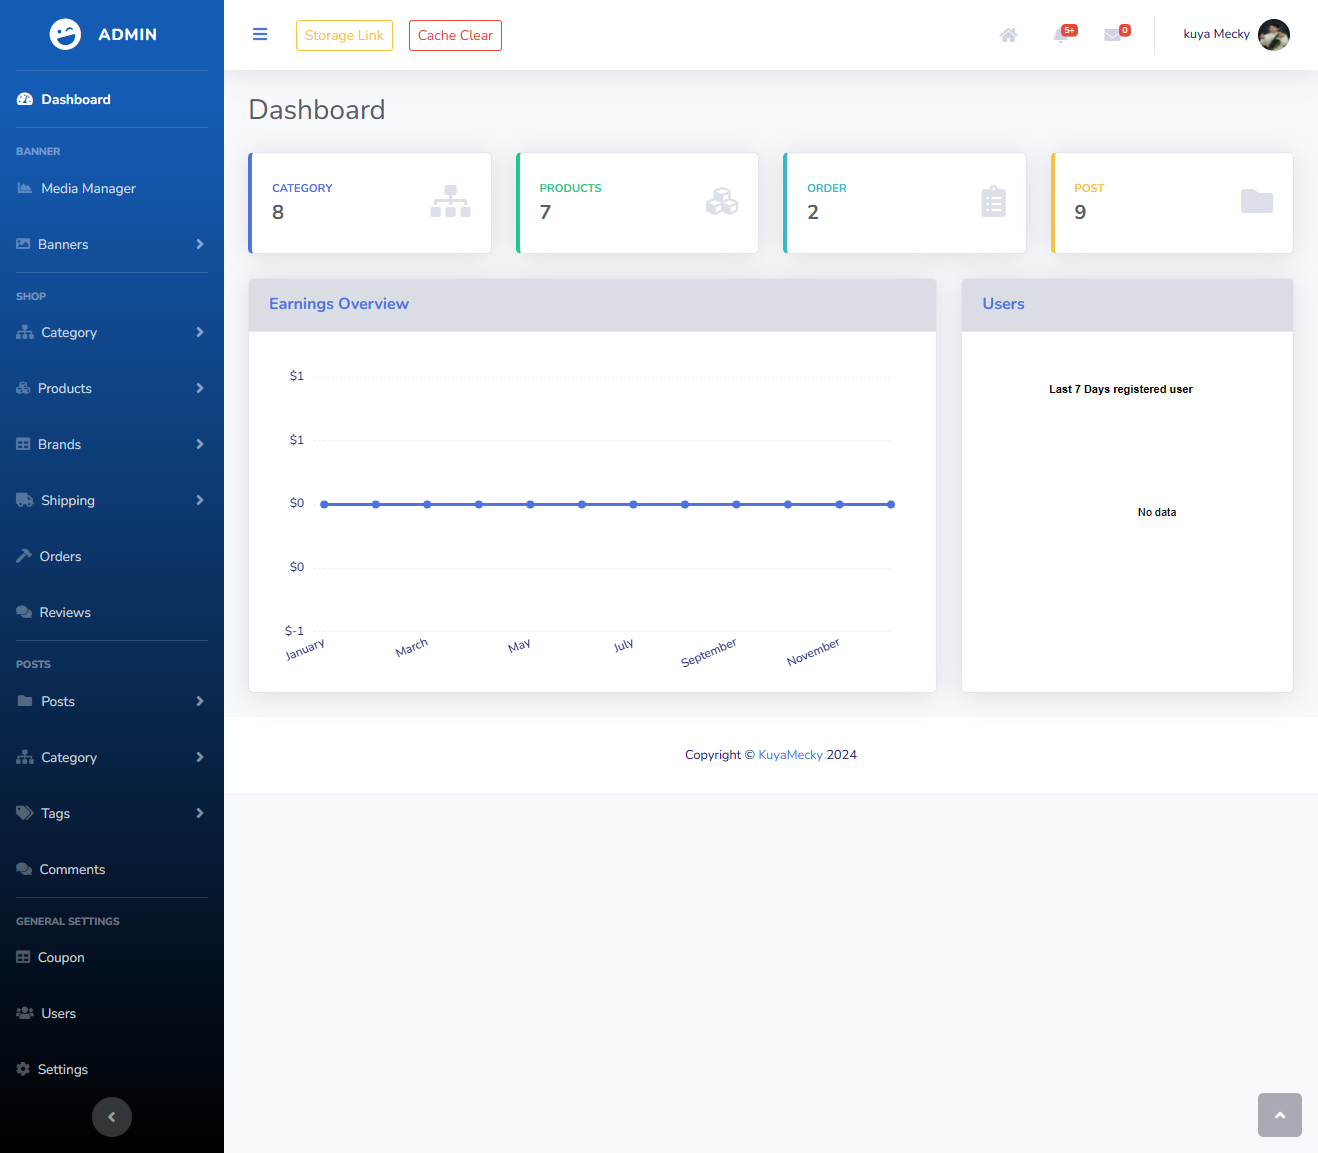 ADMIN
Dashboard
BANNER
Media Manager
Banners
SHOP
Category
Products
Brands
Shipping
Orders
Reviews
POSTS
Posts
Category
Tags
Comments
GENERAL SETTINGS
Coupon
Users
Settings
Storage Link
Cache Clear
5+
0
kuya Mecky
Dashboard
CATEGORY
8
PRODUCTS
7
ORDER
2
POST
9
Earnings Overview
$1
$1
$0
$0
$-1
January
March
May
July
September
November
Users
Last 7 Days registered user
No data
Copyright © KuyaMecky 2024